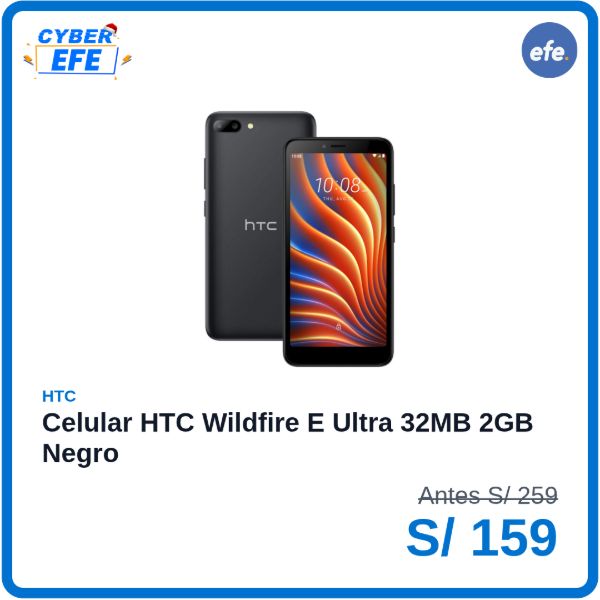 CYBER
EFE
efe.
hTC
10:08
HTC
Celular HTC Wildfire E Ultra 32MB 2GB
Negro
Antes S/ 259
S/ 159